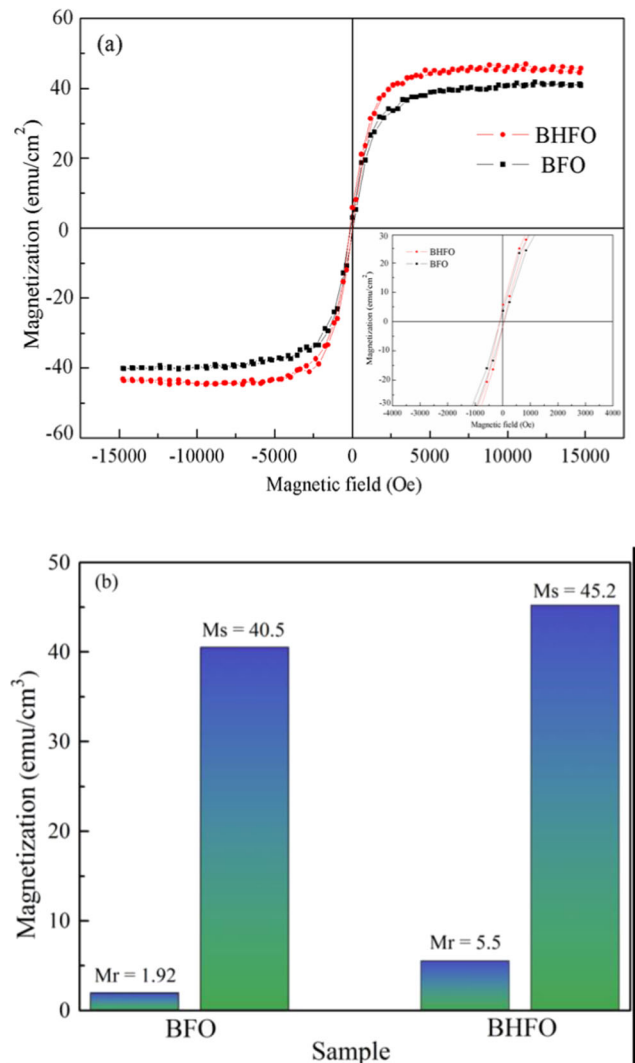 (a)
60
40
20
0
-20
-40
-60
Magnetization (emu/cm²)
BHFO
BFO
30
20
10
0
-10
-20
-30
Magnetization (emu/cm²)
BHFO
BFO
-4000 -3000 -2000 -1000 0 1000 2000 3000 4000
Magnetic field (Oe)
-15000 -10000 -5000 0 5000 10000 15000
Magnetic field (Oe)
(b)
50
40
30
20
10
0
Magnetization (emu/cm³)
Ms = 45.2
Ms = 40.5
Mr = 5.5
Mr = 1.92
BFO BHFO
Sample